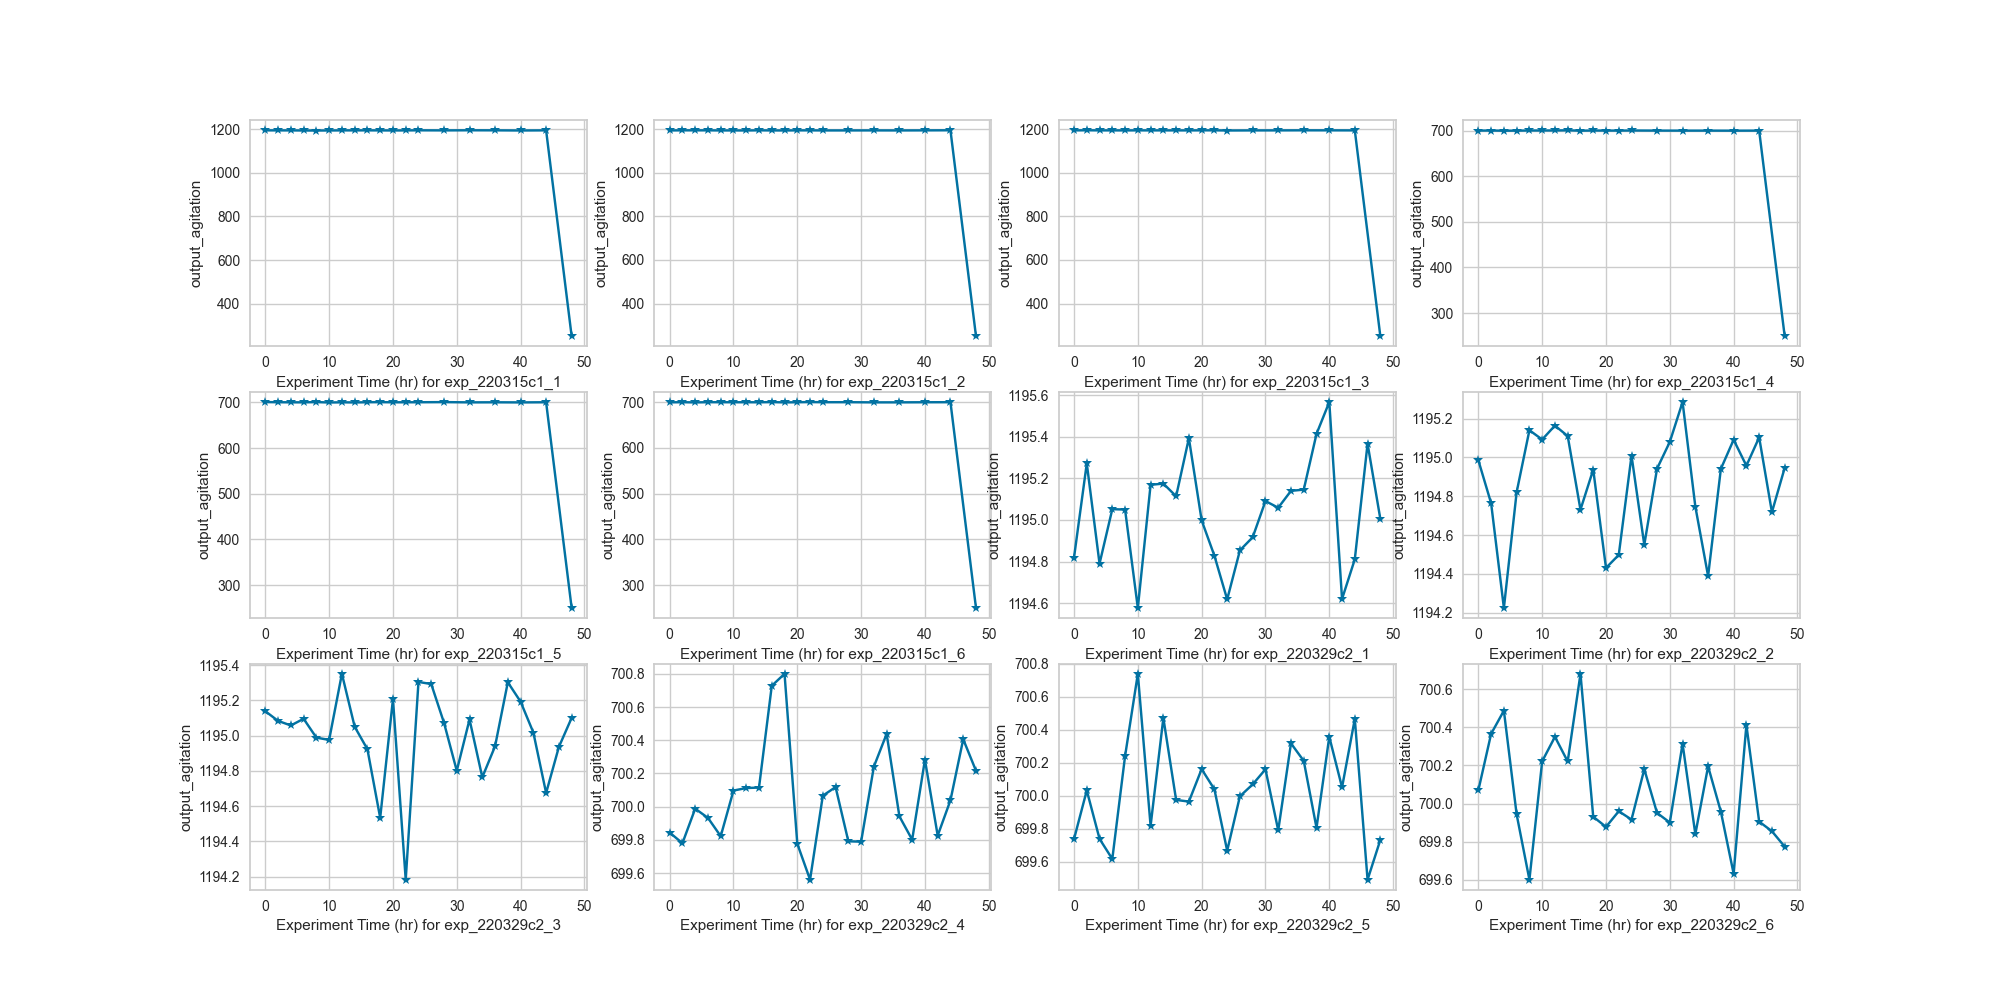 output_agitation
1200
1000
800
600
400
0 10 20 30 40 50
Experiment Time (hr) for exp_220315c1_1
output_agitation
1200
1000
800
600
400
0 10 20 30 40 50
Experiment Time (hr) for exp_220315c1_2
output_agitation
1200
1000
800
600
400
0 10 20 30 40 50
Experiment Time (hr) for exp_220315c1_3
output_agitation
700
600
500
400
300
0 10 20 30 40 50
Experiment Time (hr) for exp_220315c1_4
output_agitation
700
600
500
400
300
0 10 20 30 40 50
Experiment Time (hr) for exp_220315c1_5
output_agitation
700
600
500
400
300
0 10 20 30 40 50
Experiment Time (hr) for exp_220315c1_6
output_agitation
1195.6
1195.4
1195.2
1195.0
1194.8
1194.6
0 10 20 30 40 50
Experiment Time (hr) for exp_220329c2_1
output_agitation
1195.2
1195.0
1194.8
1194.6
1194.4
1194.2
0 10 20 30 40 50
Experiment Time (hr) for exp_220329c2_2
output_agitation
1195.4
1195.2
1195.0
1194.8
1194.6
1194.4
1194.2
0 10 20 30 40 50
Experiment Time (hr) for exp_220329c2_3
output_agitation
700.8
700.6
700.4
700.2
700.0
699.8
699.6
0 10 20 30 40 50
Experiment Time (hr) for exp_220329c2_4
output_agitation
700.8
700.6
700.4
700.2
700.0
699.8
699.6
0 10 20 30 40 50
Experiment Time (hr) for exp_220329c2_5
output_agitation
700.6
700.4
700.2
700.0
699.8
699.6
0 10 20 30 40 50
Experiment Time (hr) for exp_220329c2_6